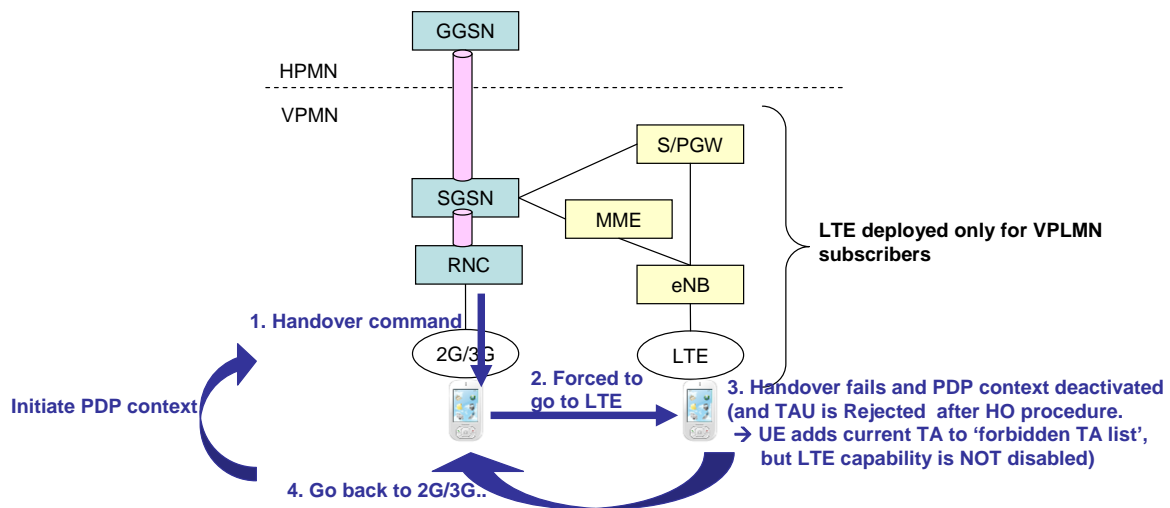 GGSN
HPMN
VPMN
S/PGW
SGSN
MME
LTE deployed only for VPLMN
subscribers
RNC
eNB
1. Handover command
2G/3G
LTE
2. Forced to
go to LTE
3. Handover fails and PDP context deactivated
(and TAU is Rejected after HO procedure.
→ UE adds current TA to ‘forbidden TA list’,
but LTE capability is NOT disabled)
Initiate PDP context
4. Go back to 2G/3G..